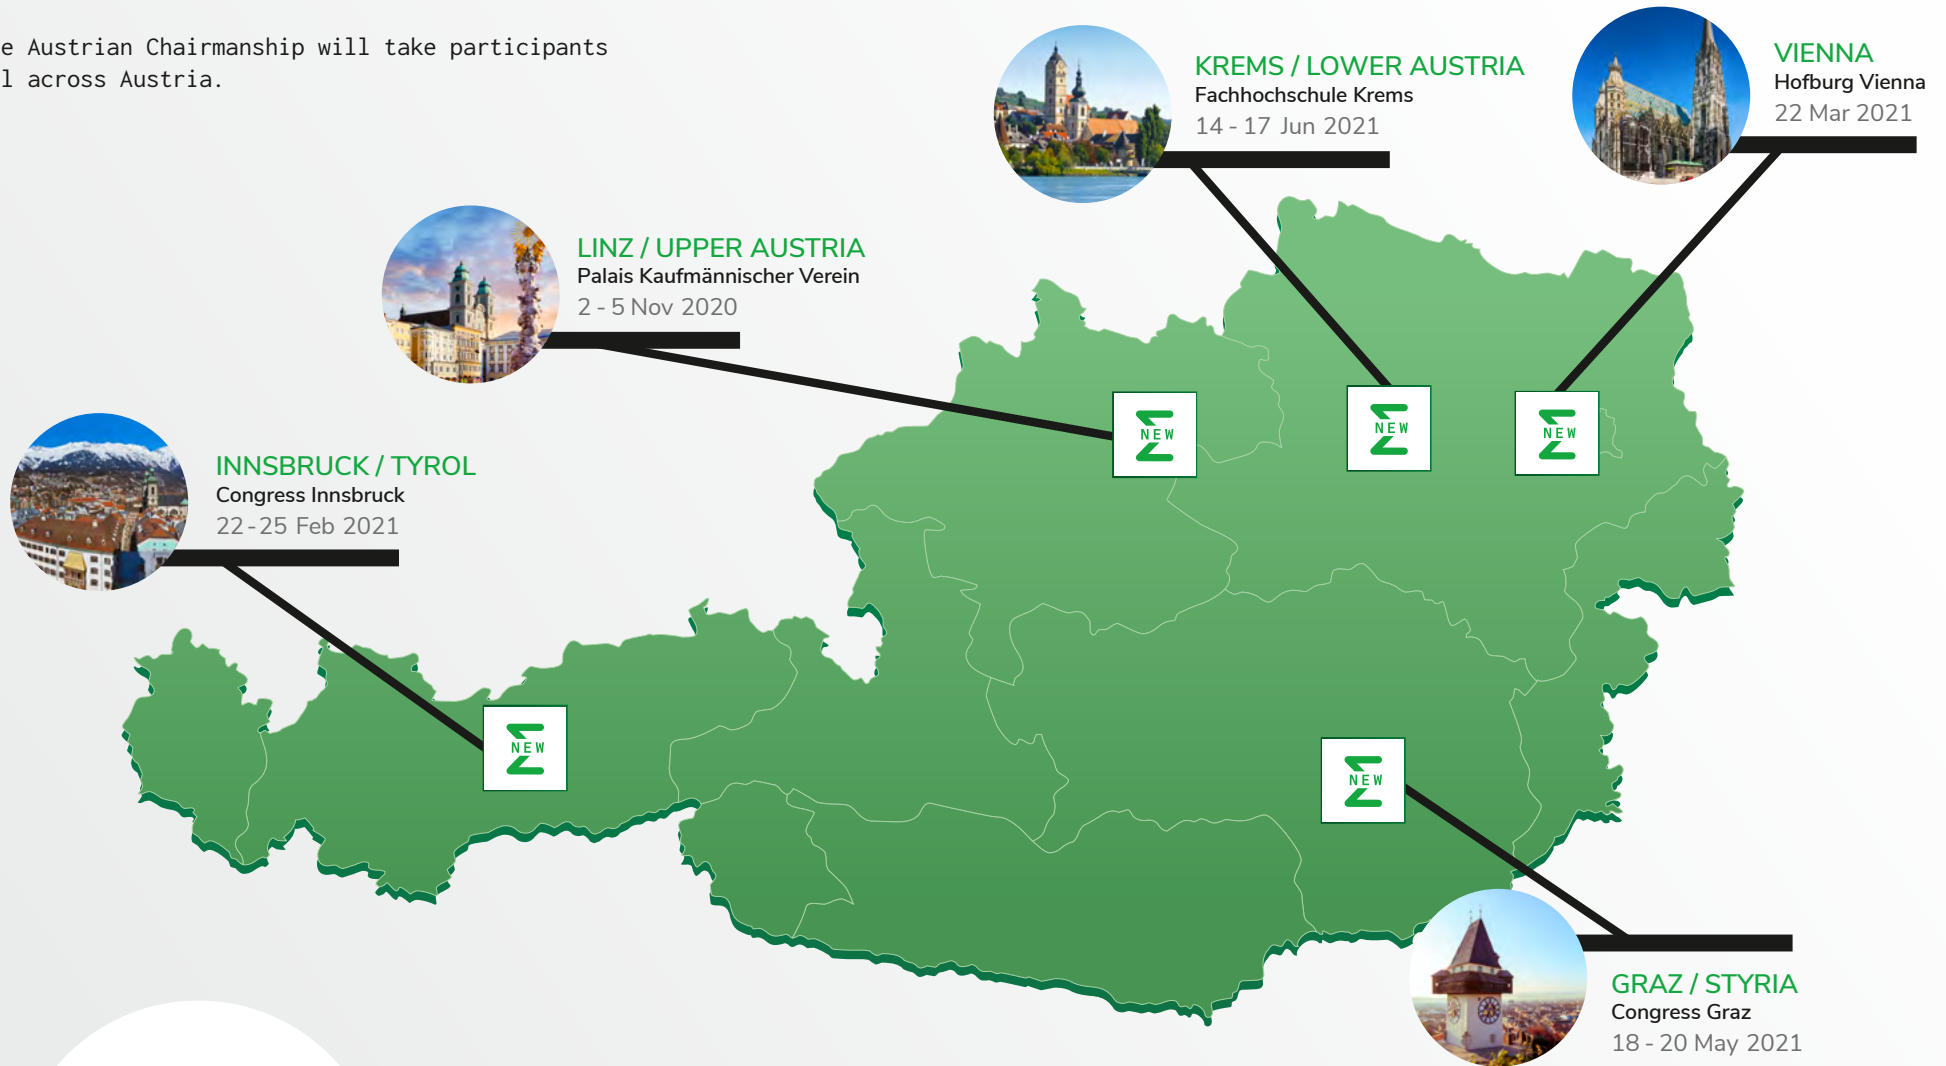 e Austrian Chairmanship will take participants
l across Austria.
KREMS / LOWER AUSTRIA
Fachhochschule Krems
14 - 17 Jun 2021
VIENNA
Hofburg Vienna
22 Mar 2021
LINZ / UPPER AUSTRIA
Palais Kaufmännischer Verein
2 - 5 Nov 2020
INNSBRUCK / TYROL
Congress Innsbruck
22 - 25 Feb 2021
NEW
NEW
NEW
NEW
NEW
GRAZ / STYRIA
Congress Graz
18 - 20 May 2021